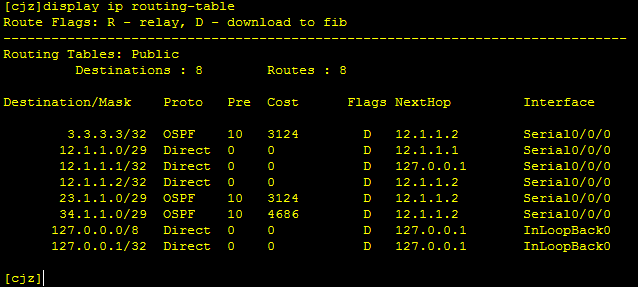 [cjz]display ip routing-table
Route Flags: R - relay, D - download to fib
------------------------------------------------------------------------------
Routing Tables: Public
         Destinations : 8        Routes : 8

Destination/Mask    Proto   Pre  Cost      Flags NextHop         Interface

        3.3.3.3/32  OSPF    10   3124        D   12.1.1.2        Serial0/0/0
       12.1.1.0/29  Direct  0    0           D   12.1.1.1        Serial0/0/0
       12.1.1.1/32  Direct  0    0           D   127.0.0.1       Serial0/0/0
       12.1.1.2/32  Direct  0    0           D   12.1.1.2        Serial0/0/0
       23.1.1.0/29  OSPF    10   3124        D   12.1.1.2        Serial0/0/0
       34.1.1.0/29  OSPF    10   4686        D   12.1.1.2        Serial0/0/0
      127.0.0.0/8   Direct  0    0           D   127.0.0.1       InLoopBack0
      127.0.0.1/32  Direct  0    0           D   127.0.0.1       InLoopBack0

[cjz]